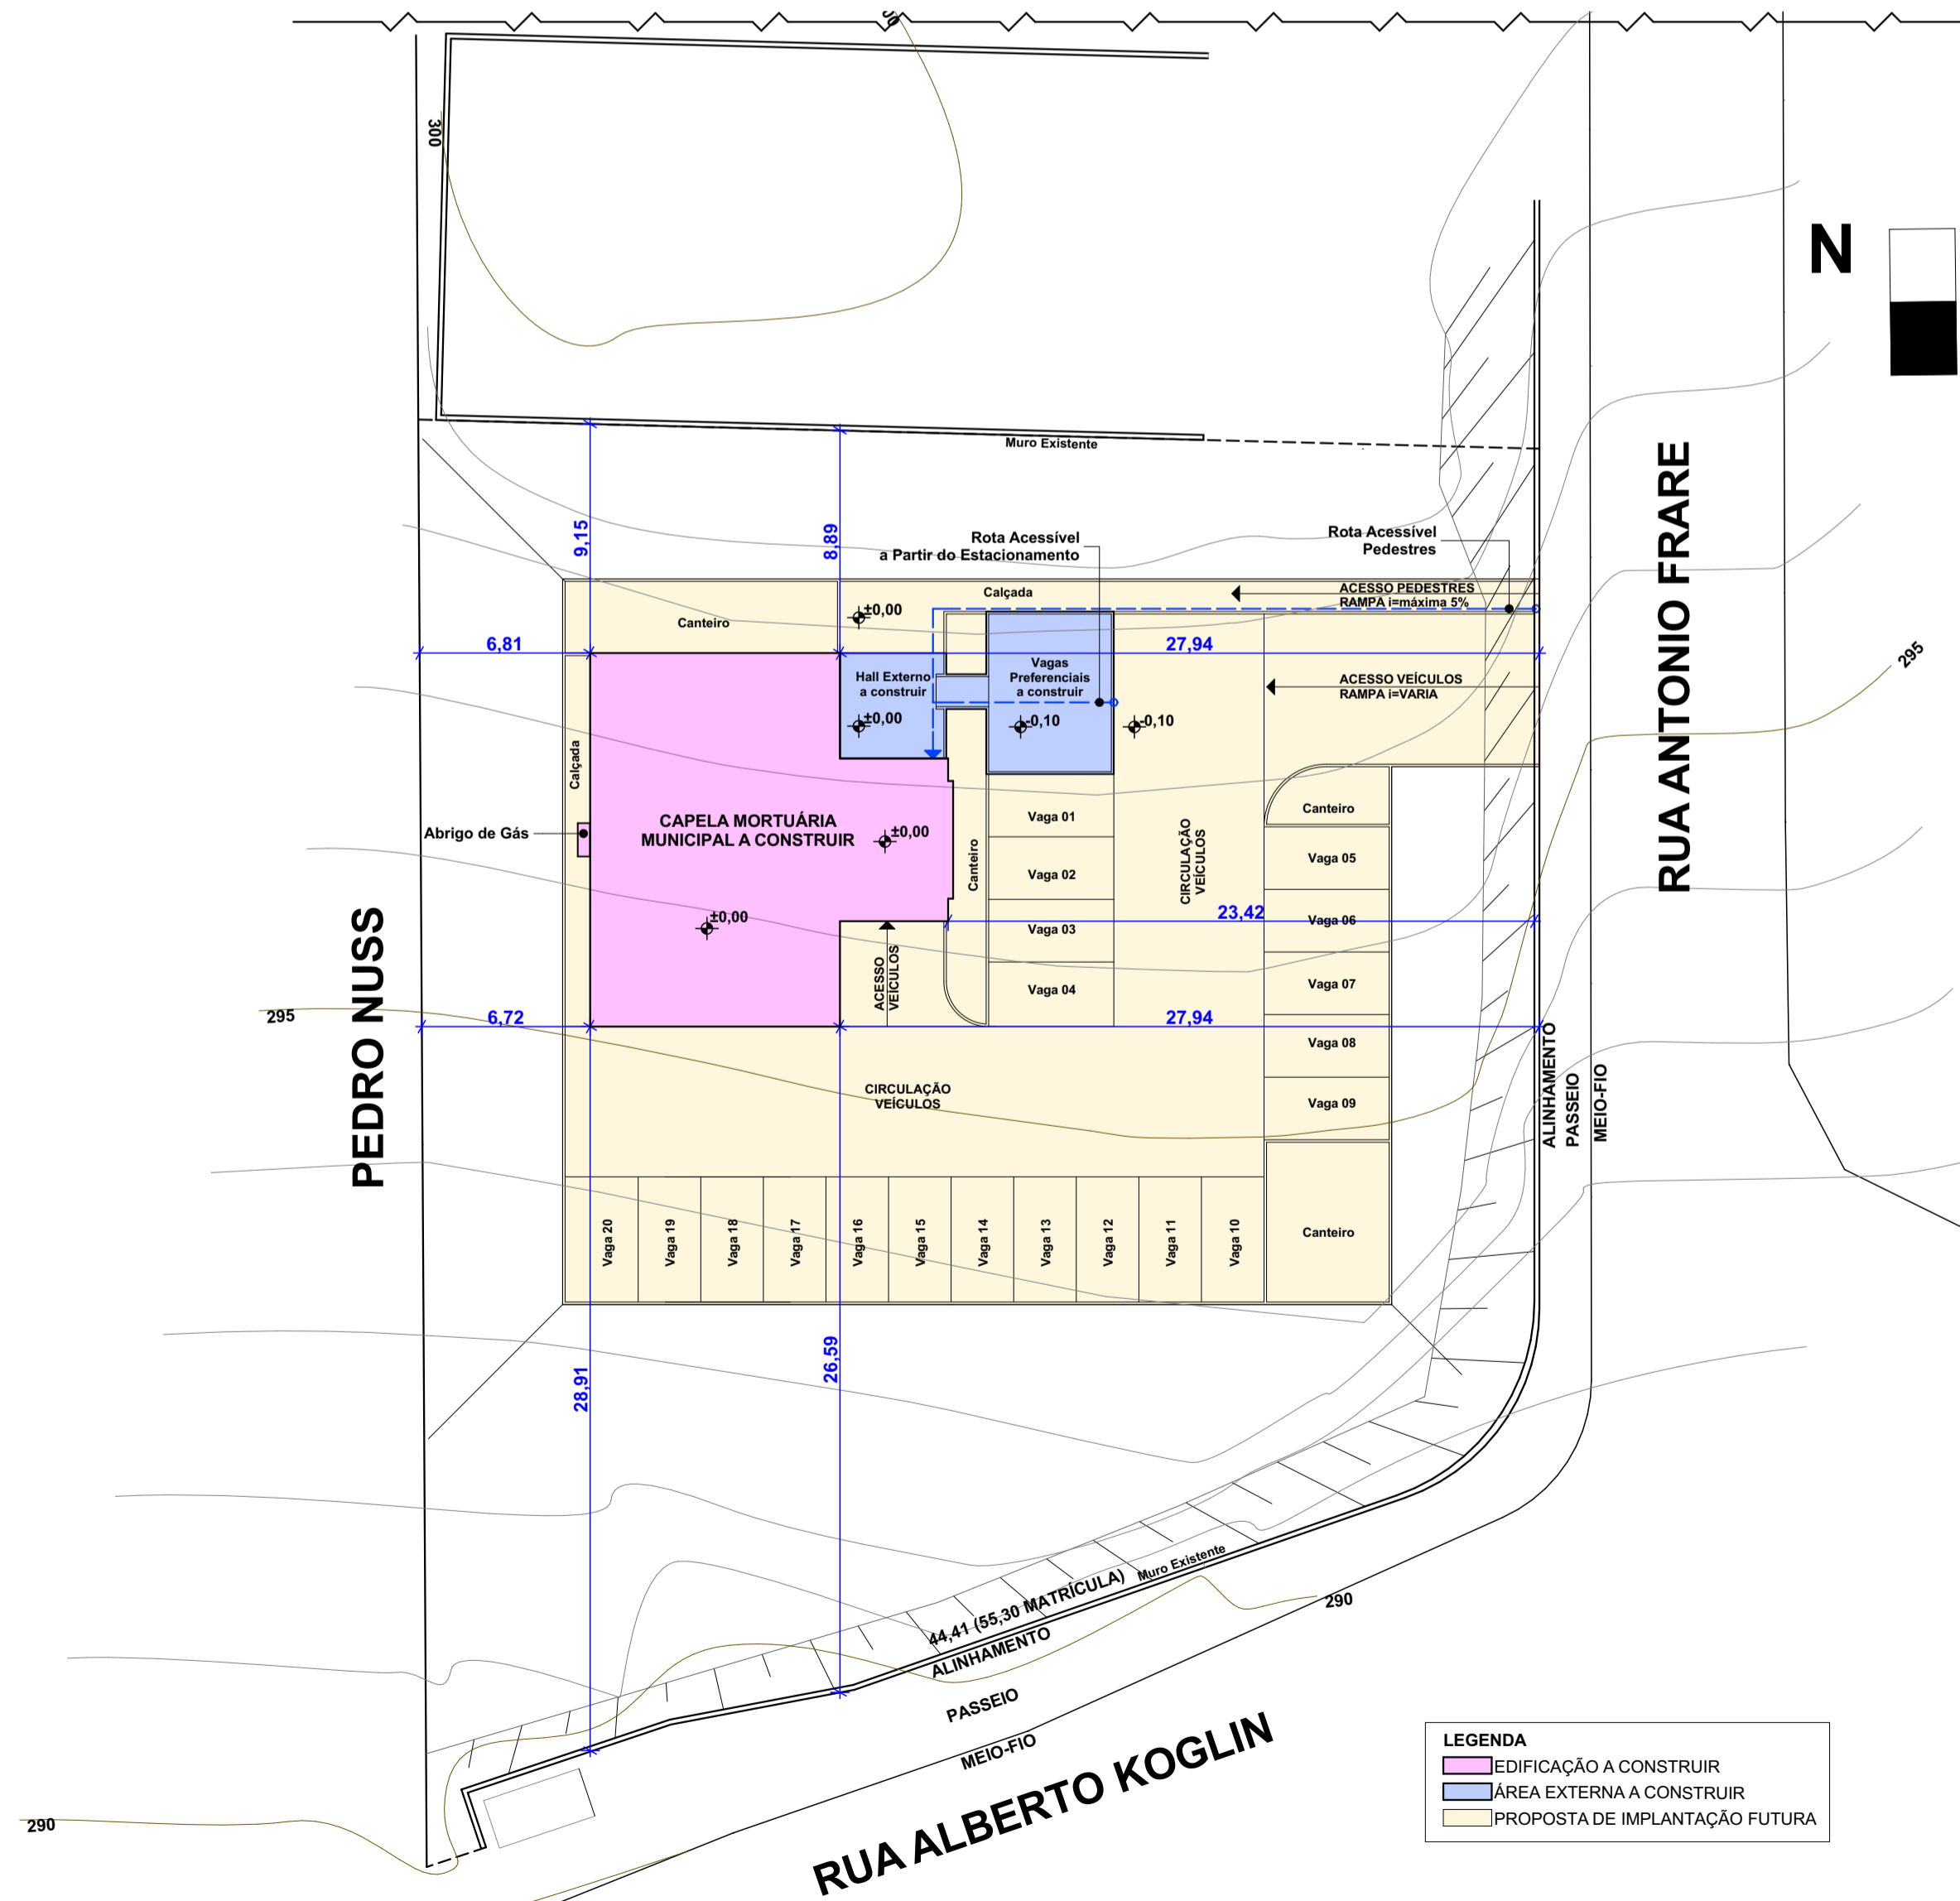 00
300
N
Muro Existente
9,15
8,89
Rota Acessível
a Partir do Estacionamento
Rota Acessível
Pedestres
RUA ANTONIO FRARE
Calçada
ACESSO PEDESTRES
RAMPA i=máxima 5%
±0,00
Canteiro
6,81
27,94
295
Hall Externo
a construir
Vagas
Preferenciais
a construir
ACESSO VEÍCULOS
RAMPA i=VARIA
±0,00
-0,10
-0,10
Calçada
Abrigo de Gás
CAPELA MORTUÁRIA
MUNICIPAL A CONSTRUIR
±0,00
Canteiro
Vaga 01
Vaga 02
Vaga 03
Vaga 04
CIRCULAÇÃO
VEÍCULOS
Canteiro
Vaga 05
Vaga 06
Vaga 07
Vaga 08
Vaga 09
23,42
±0,00
ACESSO
VEÍCULOS
PEDRO NUSS
295
6,72
27,94
ALINHAMENTO
PASSEIO
MEIO-FIO
CIRCULAÇÃO
VEÍCULOS
Vaga 20
Vaga 19
Vaga 18
Vaga 17
Vaga 16
Vaga 15
Vaga 14
Vaga 13
Vaga 12
Vaga 11
Vaga 10
Canteiro
28,91
26,59
Muro Existente
44,41 (55,30 MATRÍCULA)
ALINHAMENTO
PASSEIO
MEIO-FIO
290
290
RUA ALBERTO KOGLIN
LEGENDA
EDIFICAÇÃO A CONSTRUIR
ÁREA EXTERNA A CONSTRUIR
PROPOSTA DE IMPLANTAÇÃO FUTURA